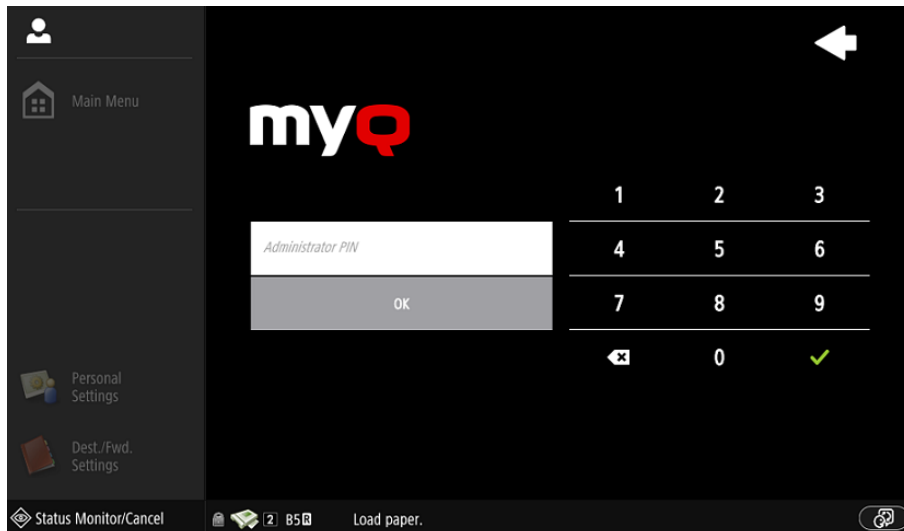 Main Menu
myQ
1 2 3
Administrator PIN
4 5 6
OK
7 8 9
0
Personal
Settings
Dest./Fwd.
Settings
Status Monitor/Cancel
2 B5R
Load paper.